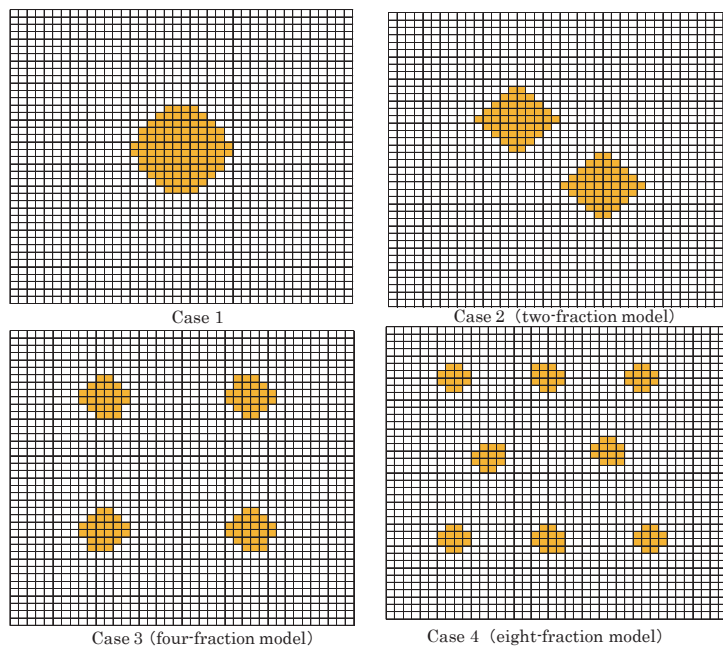 Case 1
Case 2 (two-fraction model)
Case 3 (four-fraction model)
Case 4 (eight-fraction model)